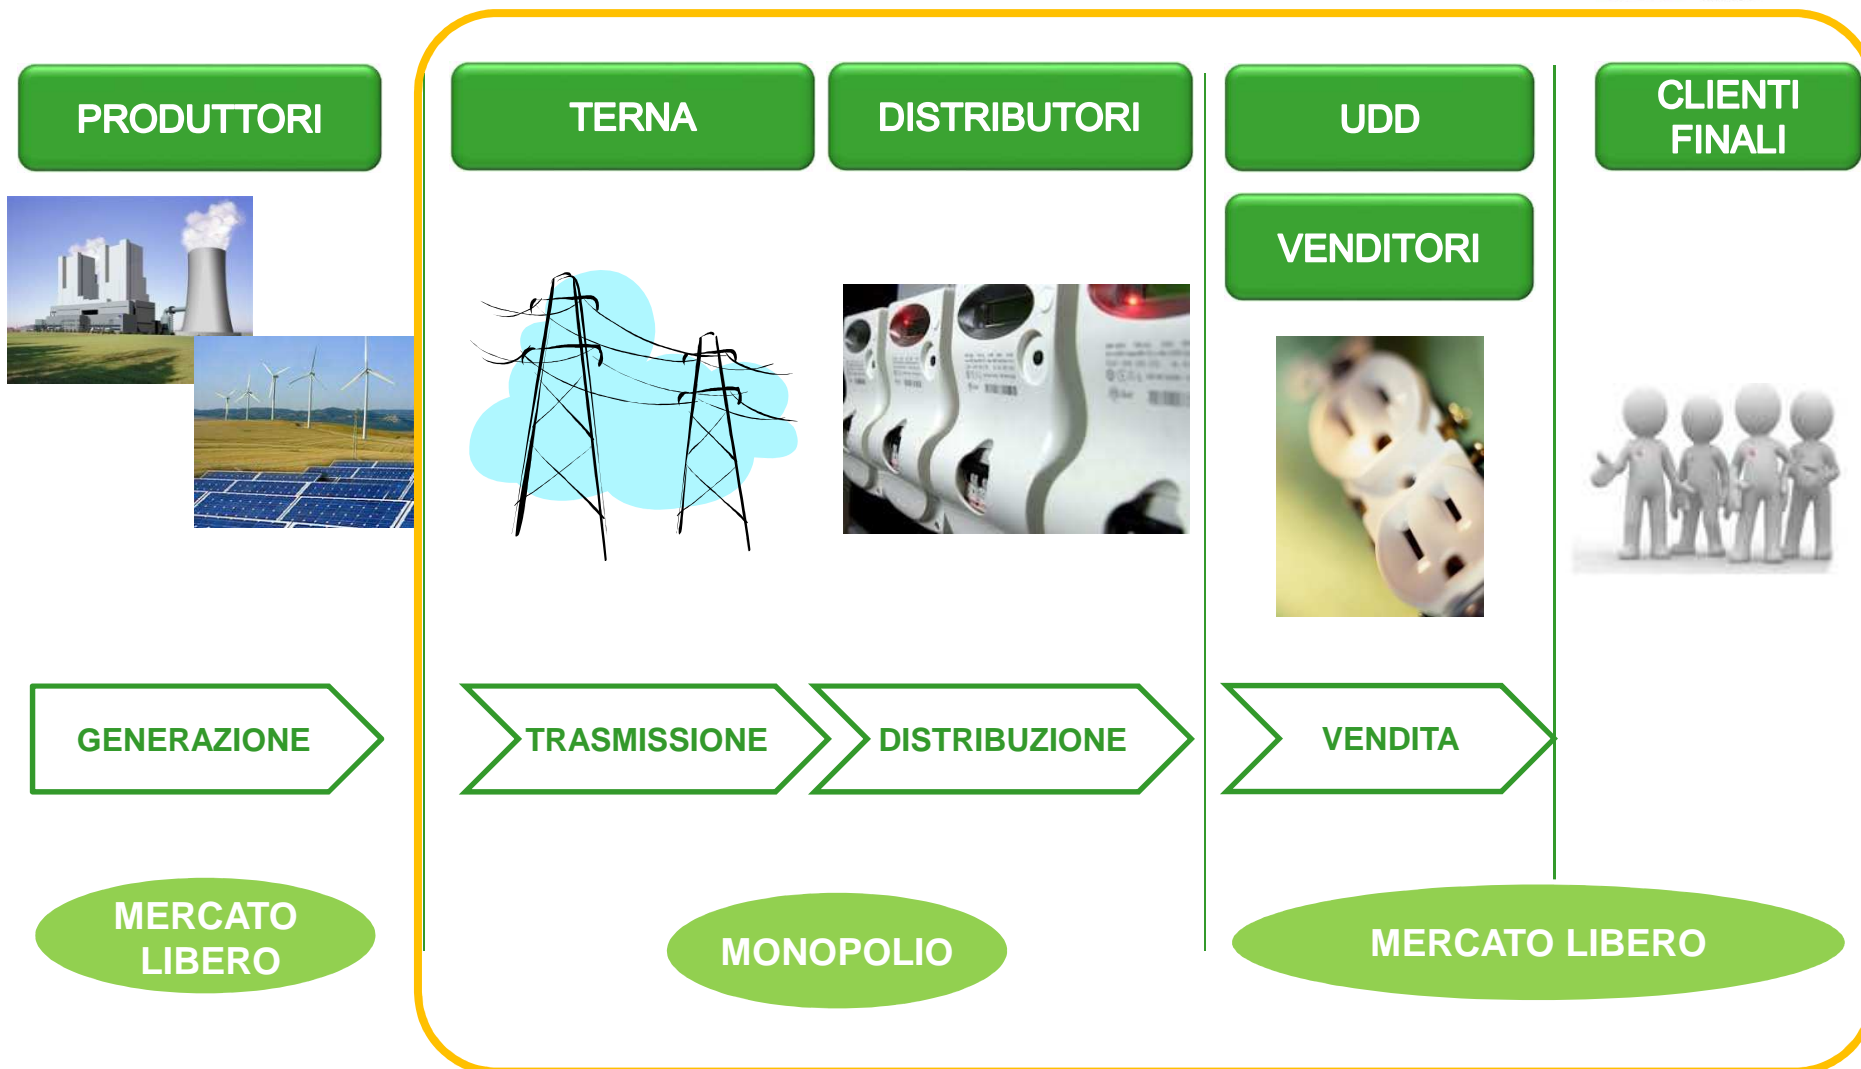 PRODUTTORI
TERNA
DISTRIBUTORI
UDD
CLIENTI
FINALI
VENDITORI
GENERAZIONE
TRASMISSIONE
DISTRIBUZIONE
VENDITA
MERCATO
LIBERO
MONOPOLIO
MERCATO LIBERO